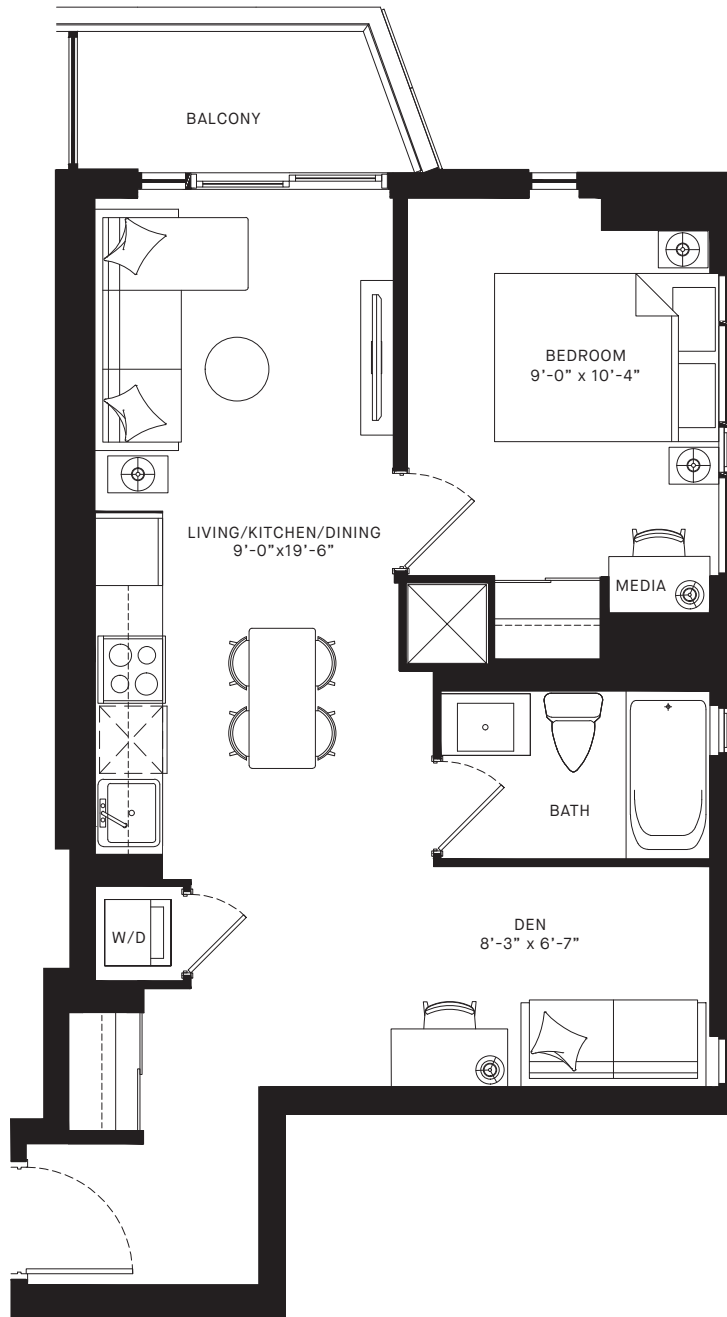 BALCONY
BEDROOM
9'-0" x 10'-4"
LIVING/KITCHEN/DINING
9'-0"x19'-6"
MEDIA
BATH
W/D
DEN
8'-3" x 6'-7"